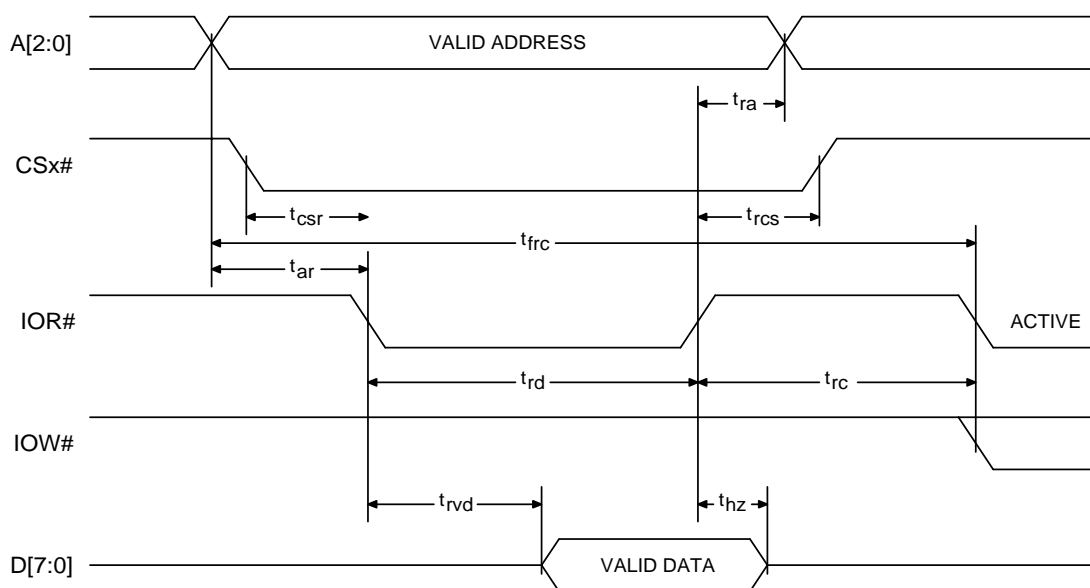 A[2:0]
VALID ADDRESS
tra
CSx#
tcsr
trcs
tfrc
tar
IOR#
ACTIVE
trd
trc
IOW#
trvd
thz
D[7:0]
VALID DATA